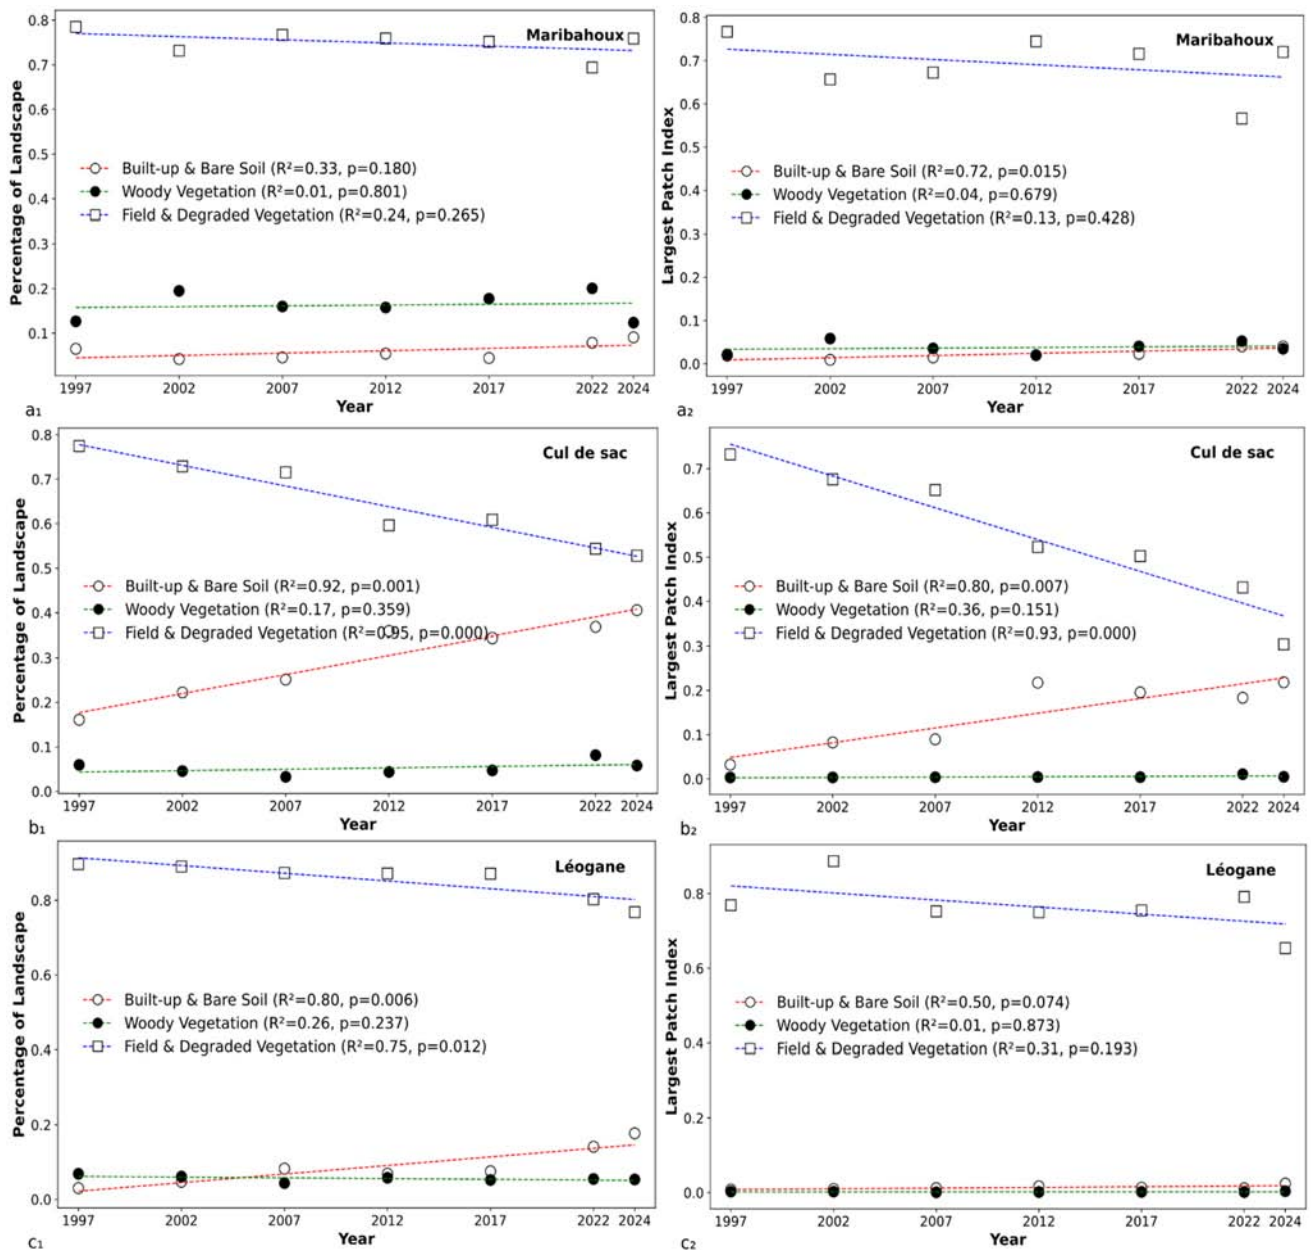 Maribahoux
Percentage of Landscape
0.8
0.7
0.6
0.5
0.4
0.3
0.2
0.1
Built-up & Bare Soil (R²=0.33, p=0.180)
Woody Vegetation (R²=0.01, p=0.801)
Field & Degraded Vegetation (R²=0.24, p=0.265)
1997 2002 2007 2012 2017 2022 2024
Year
a₁
Maribahoux
Largest Patch Index
0.8
0.7
0.6
0.5
0.4
0.3
0.2
0.1
0.0
Built-up & Bare Soil (R²=0.72, p=0.015)
Woody Vegetation (R²=0.04, p=0.679)
Field & Degraded Vegetation (R²=0.13, p=0.428)
1997 2002 2007 2012 2017 2022 2024
Year
a₂
Cul de sac
Percentage of Landscape
0.8
0.7
0.6
0.5
0.4
0.3
0.2
0.1
0.0
Built-up & Bare Soil (R²=0.92, p=0.001)
Woody Vegetation (R²=0.17, p=0.359)
Field & Degraded Vegetation (R²=0.95, p=0.000)
1997 2002 2007 2012 2017 2022 2024
Year
b₁
Cul de sac
Largest Patch Index
0.7
0.6
0.5
0.4
0.3
0.2
0.1
0.0
Built-up & Bare Soil (R²=0.80, p=0.007)
Woody Vegetation (R²=0.36, p=0.151)
Field & Degraded Vegetation (R²=0.93, p=0.000)
1997 2002 2007 2012 2017 2022 2024
Year
b₂
Léogane
Percentage of Landscape
0.8
0.6
0.4
0.2
0.0
Built-up & Bare Soil (R²=0.80, p=0.006)
Woody Vegetation (R²=0.26, p=0.237)
Field & Degraded Vegetation (R²=0.75, p=0.012)
1997 2002 2007 2012 2017 2022 2024
Year
c₁
Léogane
Largest Patch Index
0.8
0.6
0.4
0.2
0.0
Built-up & Bare Soil (R²=0.50, p=0.074)
Woody Vegetation (R²=0.01, p=0.873)
Field & Degraded Vegetation (R²=0.31, p=0.193)
1997 2002 2007 2012 2017 2022 2024
Year
c₂